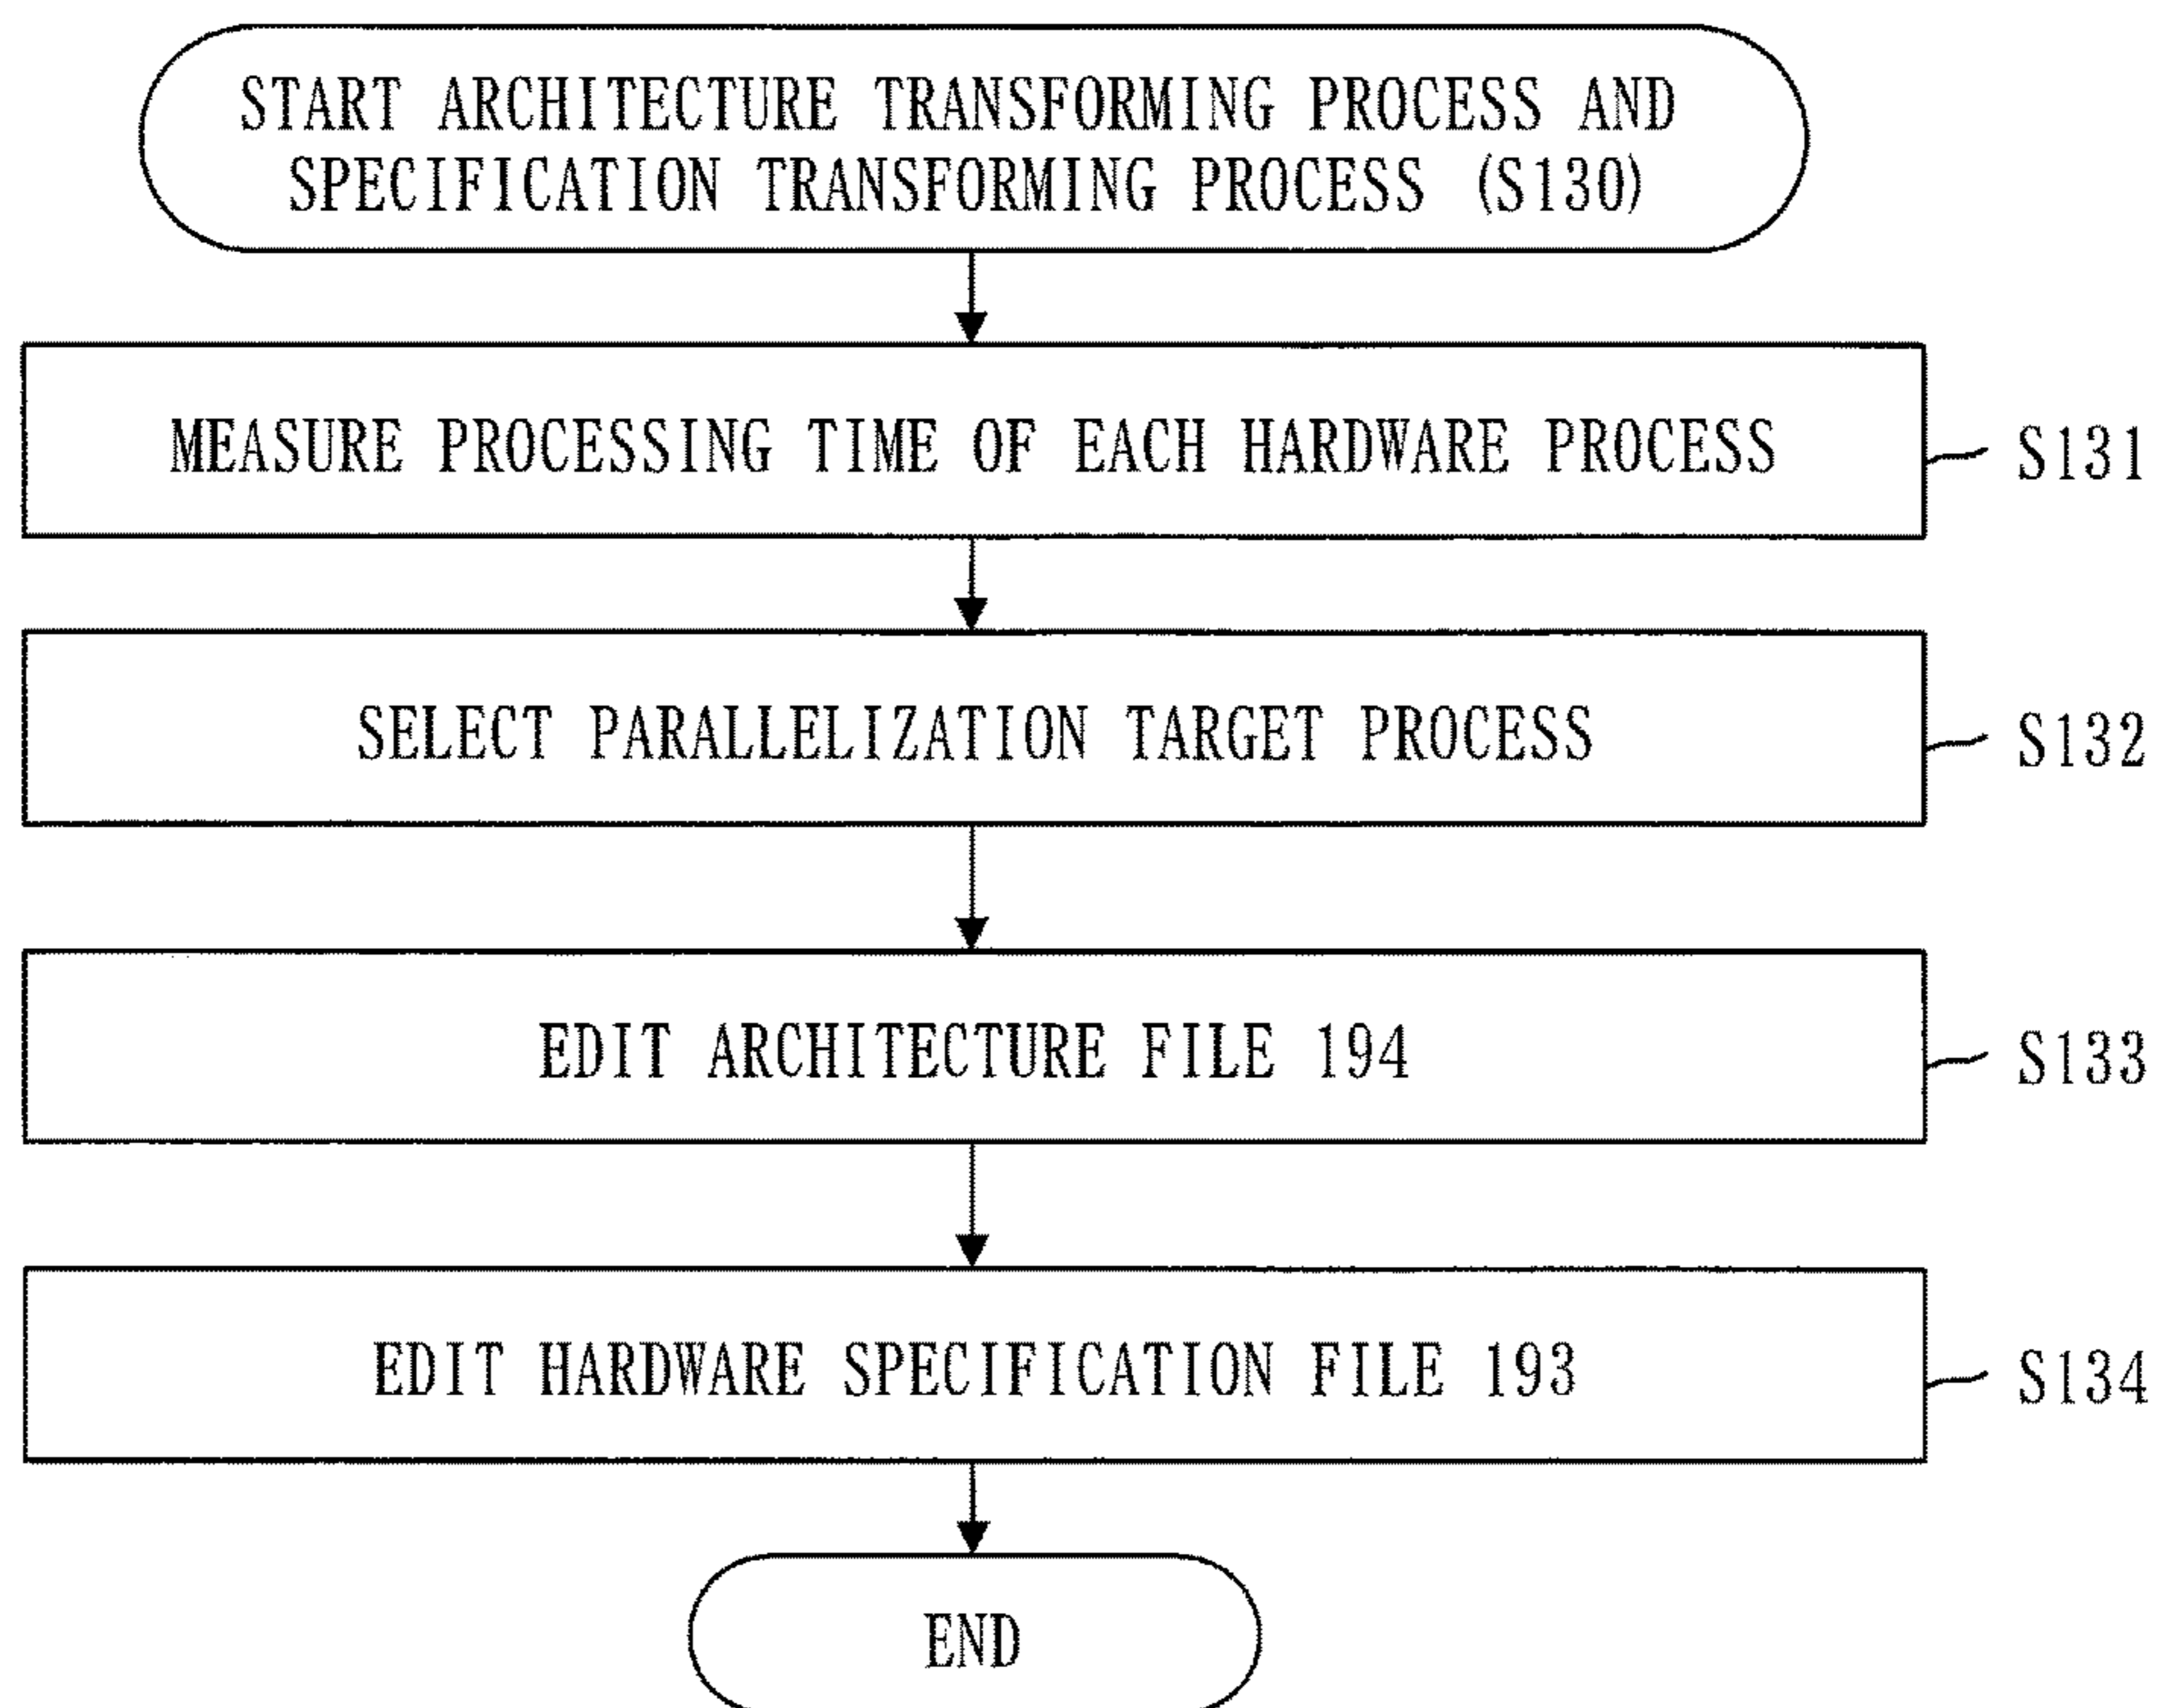 START ARCHITECTURE TRANSFORMING PROCESS AND
SPECIFICATION TRANSFORMING PROCESS (S130)
MEASURE PROCESSING TIME OF EACH HARDWARE PROCESS
S131
SELECT PARALLELIZATION TARGET PROCESS
S132
EDIT ARCHITECTURE FILE 194
S133
EDIT HARDWARE SPECIFICATION FILE 193
S134
END